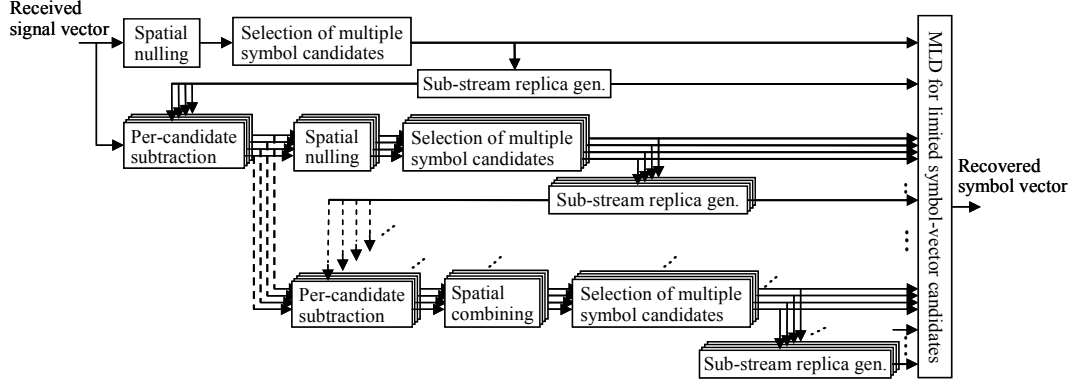 Received
signal vector
Spatial
nulling
Selection of multiple
symbol candidates
Sub-stream replica gen.
Per-candidate
subtraction
Spatial
nulling
Selection of multiple
symbol candidates
Sub-stream replica gen.
Per-candidate
subtraction
Spatial
combining
Selection of multiple
symbol candidates
Sub-stream replica gen.
MLD for limited symbol-vector candidates
Recovered
symbol vector